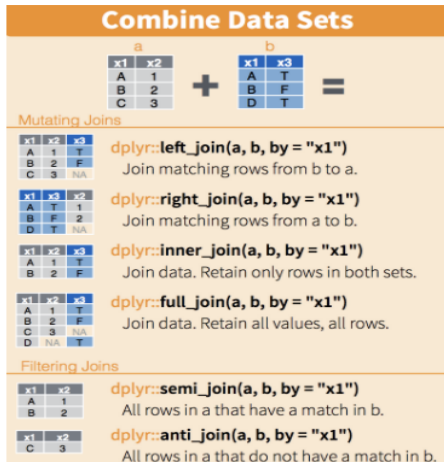 Combine Data Sets
a b
x1 x2 x1 x3
A 1 A T
B 2 + B F =
C 3 D T
Mutating Joins
x1 x2 x3
A 1 T
B 2 F
C 3 NA
dplyr::left_join(a, b, by = "x1")
Join matching rows from b to a.
x1 x3 x2
A T 1
B F 2
D T NA
dplyr::right_join(a, b, by = "x1")
Join matching rows from a to b.
x1 x2 x3
A 1 T
B 2 F
dplyr::inner_join(a, b, by = "x1")
Join data. Retain only rows in both sets.
x1 x2 x3
A 1 T
B 2 F
C 3 NA
D NA T
dplyr::full_join(a, b, by = "x1")
Join data. Retain all values, all rows.
Filtering Joins
x1 x2
A 1
B 2
dplyr::semi_join(a, b, by = "x1")
All rows in a that have a match in b.
x1 x2
C 3
dplyr::anti_join(a, b, by = "x1")
All rows in a that do not have a match in b.